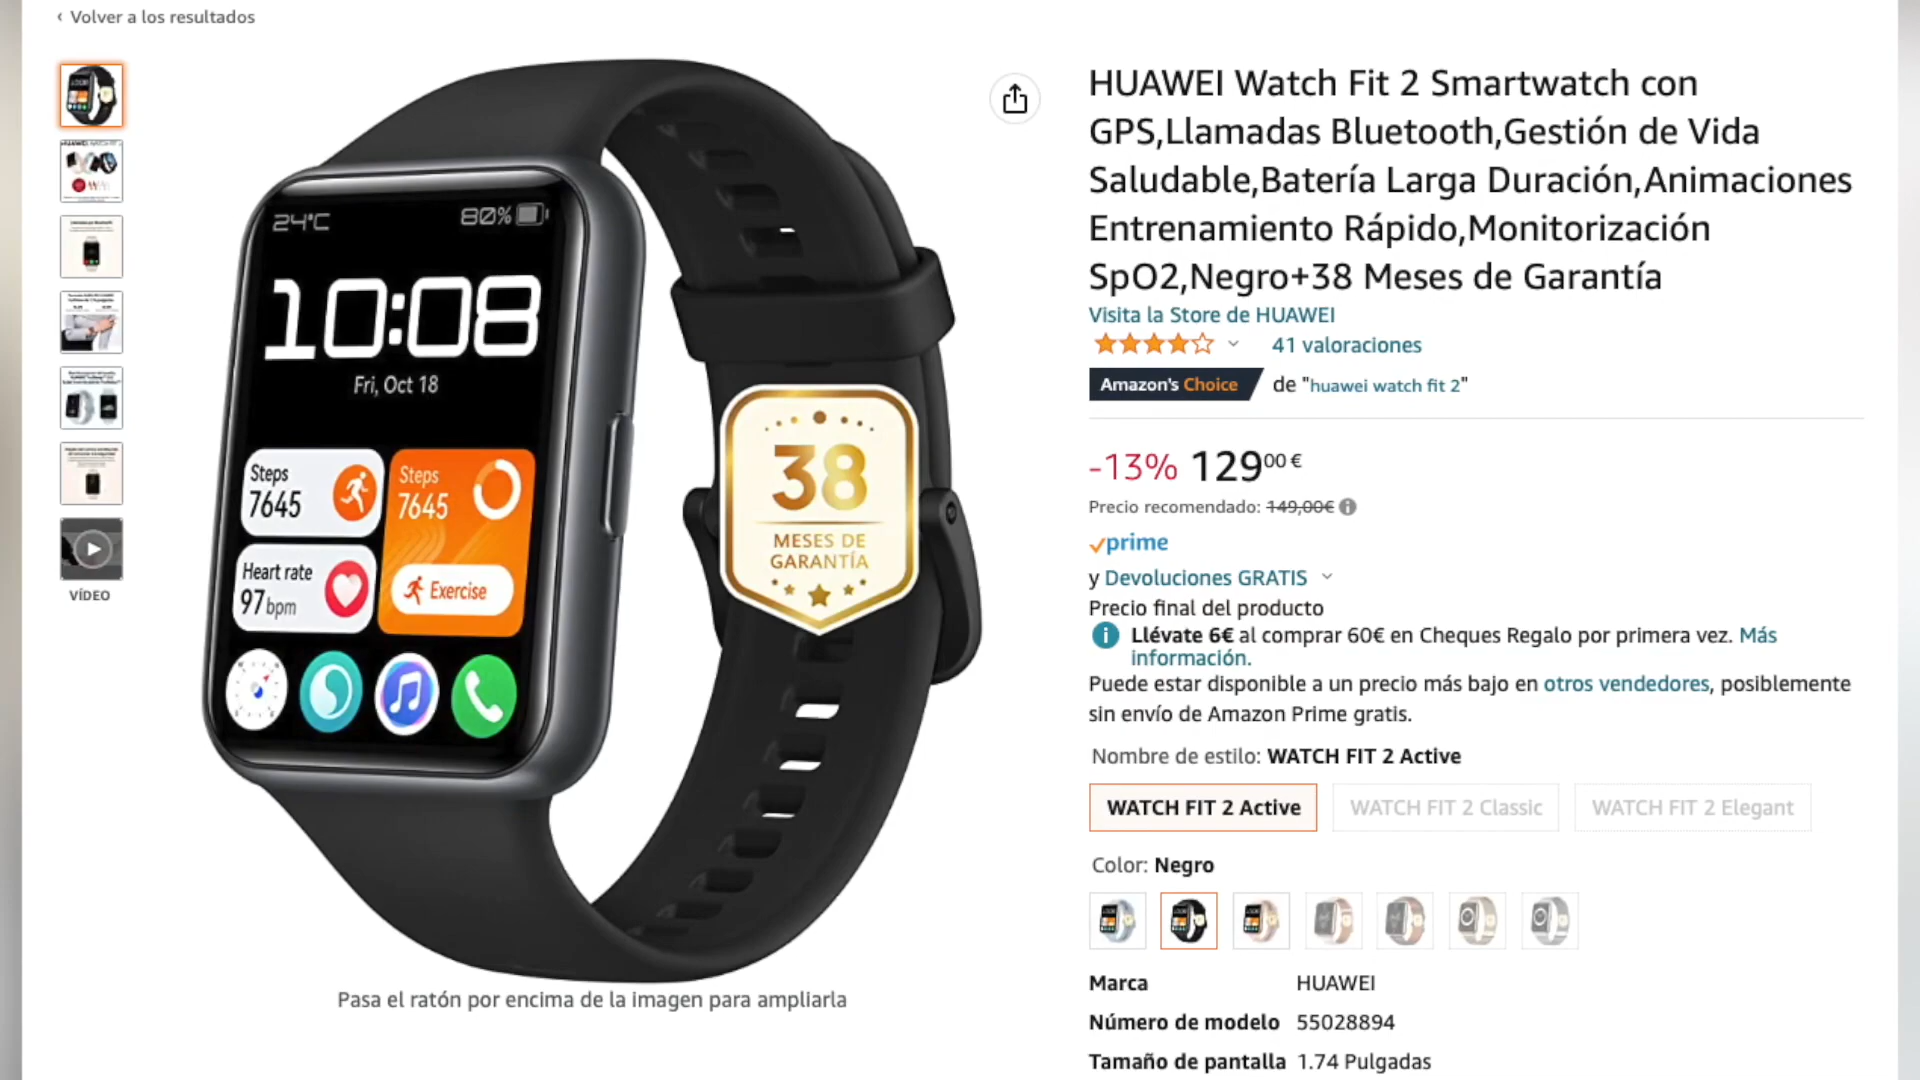 ‹ Volver a los resultados
VÍDEO
24°C
80%
10:08
Fri, Oct 18
Steps
7645
Steps
7645
Heart rate
97 bpm
Exercise
38
MESES DE
GARANTÍA
Pasa el ratón por encima de la imagen para ampliarla
HUAWEI Watch Fit 2 Smartwatch con
GPS,Llamadas Bluetooth,Gestión de Vida
Saludable,Batería Larga Duración,Animaciones
Entrenamiento Rápido,Monitorización
SpO2,Negro+38 Meses de Garantía
Visita la Store de HUAWEI
41 valoraciones
Amazon's Choice de "huawei watch fit 2"
-13% 12900 €
Precio recomendado: 149,00€
prime
y Devoluciones GRATIS
Precio final del producto
Llévate 6€ al comprar 60€ en Cheques Regalo por primera vez. Más
información.
Puede estar disponible a un precio más bajo en otros vendedores, posiblemente
sin envío de Amazon Prime gratis.
Nombre de estilo: WATCH FIT 2 Active
WATCH FIT 2 Active WATCH FIT 2 Classic WATCH FIT 2 Elegant
Color: Negro
Marca HUAWEI
Número de modelo 55028894
Tamaño de pantalla 1.74 Pulgadas